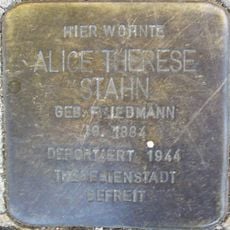 HIER WOHNTE
ALICE THERESE
STAHN
GEB. FRIEDMANN
JG. 1884
DEPORTIERT 1944
THERESIENSTADT
BEFREIT